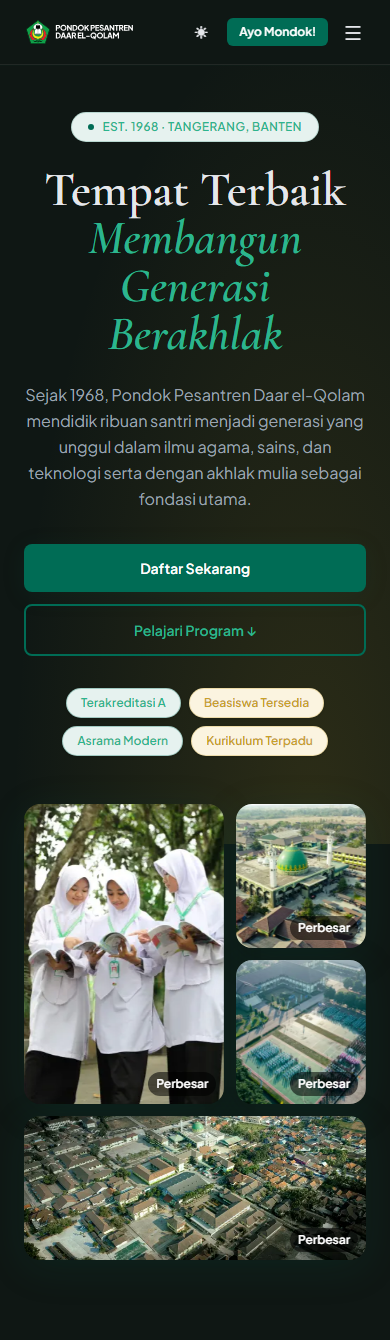 PONDOK PESANTREN
DAAR EL-QOLAM
Ayo Mondok!
EST. 1968 · TANGERANG, BANTEN
Tempat Terbaik
Membangun
Generasi
Berakhlak
Sejak 1968, Pondok Pesantren Daar el-Qolam
mendidik ribuan santri menjadi generasi yang
unggul dalam ilmu agama, sains, dan
teknologi serta dengan akhlak mulia sebagai
fondasi utama.
Daftar Sekarang
Pelajari Program ↓
Terakreditasi A
Beasiswa Tersedia
Asrama Modern
Kurikulum Terpadu
Perbesar
Perbesar
Perbesar
Perbesar